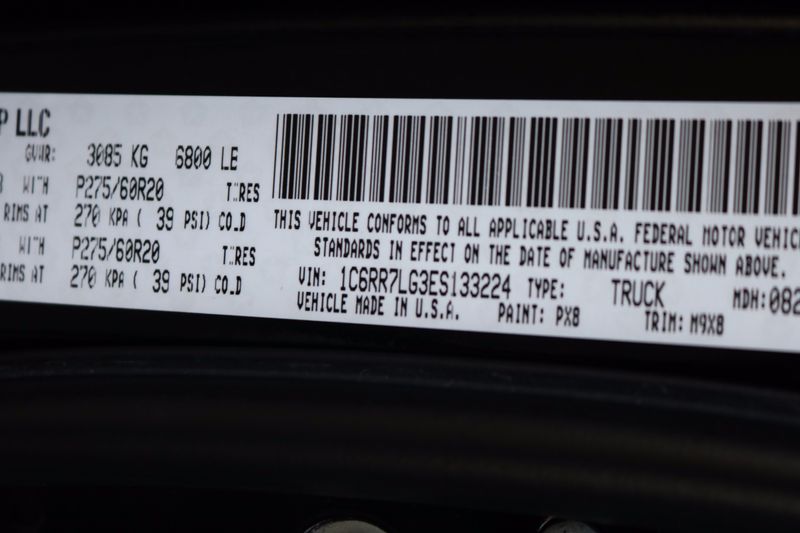 P LLC
GVWR: 3085 KG 6800 LB
WITH P275/60R20 TIRES
RIMS AT 270 KPA ( 39 PSI) COLD
WITH P275/60R20 TIRES
RIMS AT 270 KPA ( 39 PSI) COLD
THIS VEHICLE CONFORMS TO ALL APPLICABLE U.S.A. FEDERAL MOTOR VEHIC
STANDARDS IN EFFECT ON THE DATE OF MANUFACTURE SHOWN ABOVE.
VIN: 1C6RR7LG3ES133224 TYPE: TRUCK MDH: 082
VEHICLE MADE IN U.S.A. PAINT: PX8 TRIM: M9X8